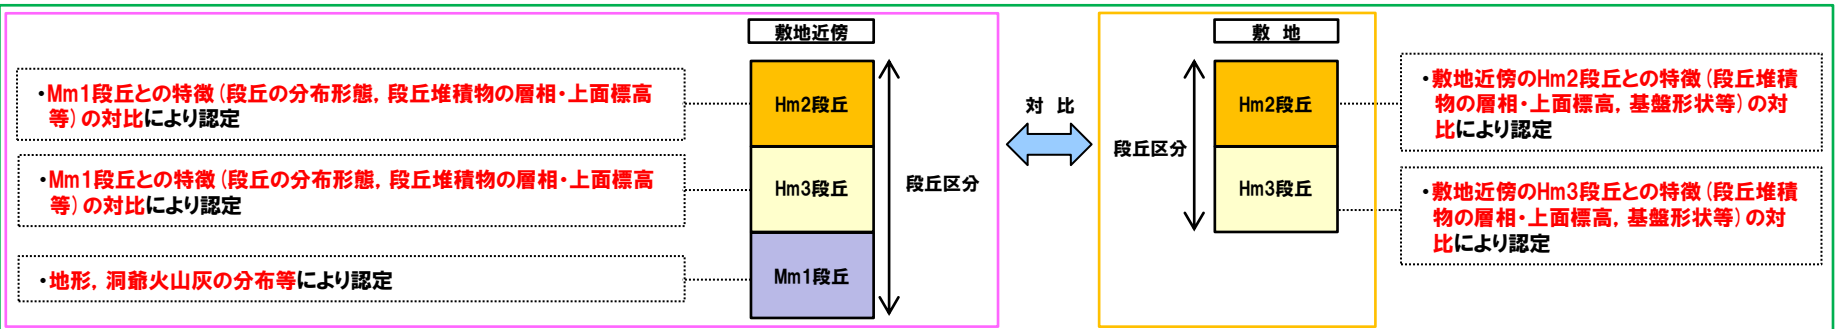 敷地近傍
・Mm1段丘との特徴（段丘の分布形態，段丘堆積物の層相・上面標高
等）の対比により認定
・Mm1段丘との特徴（段丘の分布形態，段丘堆積物の層相・上面標高
等）の対比により認定
・地形，洞爺火山灰の分布等により認定
Hm2段丘
Hm3段丘
Mm1段丘
段丘区分
対　比
敷　地
段丘区分
Hm2段丘
Hm3段丘
・敷地近傍のHm2段丘との特徴（段丘堆積
物の層相・上面標高，基盤形状等）の対
比により認定
・敷地近傍のHm3段丘との特徴（段丘堆積
物の層相・上面標高，基盤形状等）の対
比により認定